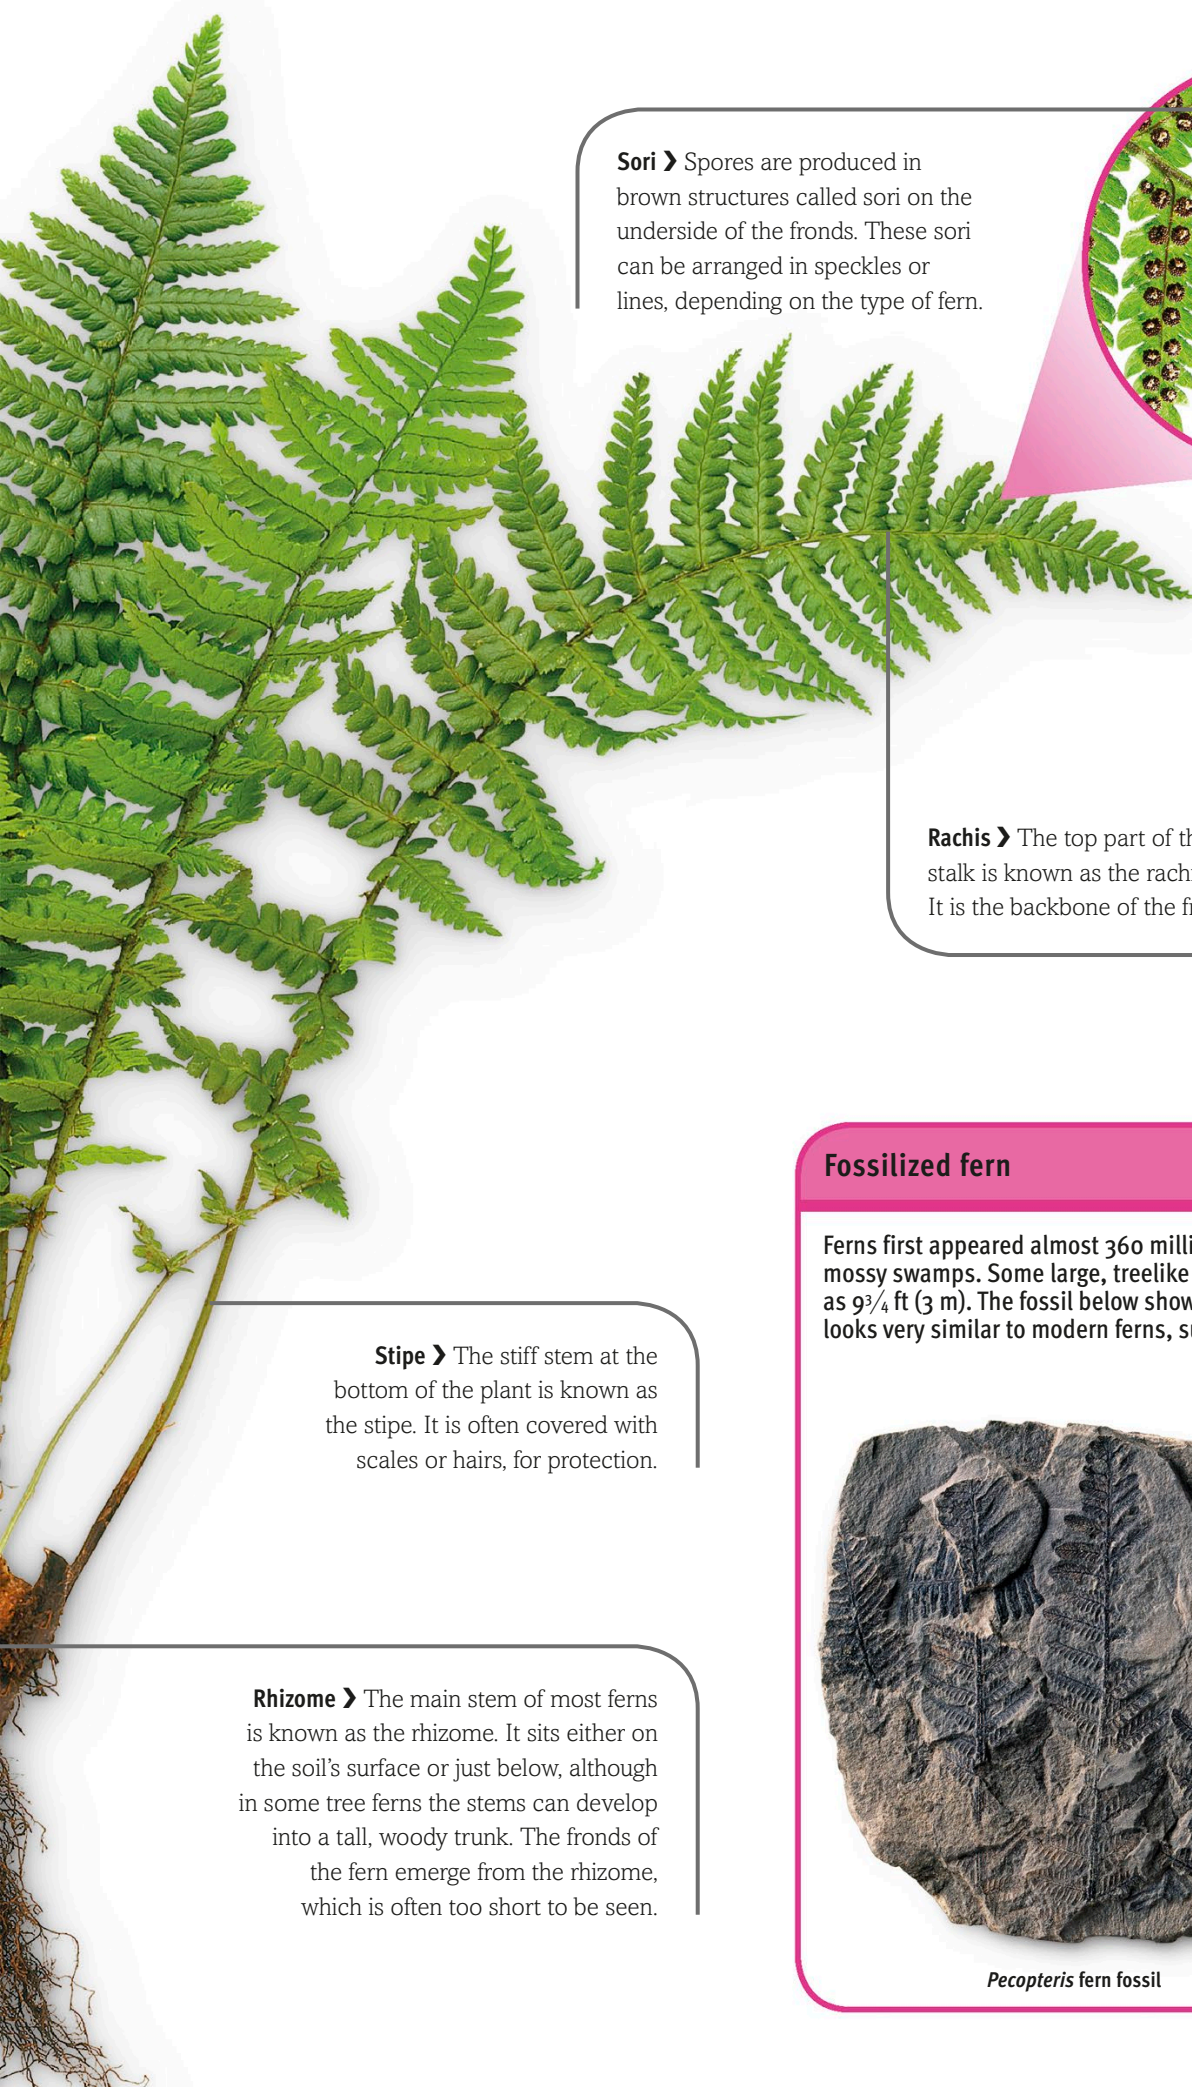 Sori ❯ Spores are produced in
brown structures called sori on the
underside of the fronds. These sori
can be arranged in speckles or
lines, depending on the type of fern.
Rachis ❯ The top part of
stalk is known as the
It is the backbone of the
Fossilized fern
Ferns first appeared almost 360
mossy swamps. Some large, treelike
as 9¾ ft (3 m). The fossil below
looks very similar to modern ferns,
Stipe ❯ The stiff stem at the
bottom of the plant is known as
the stipe. It is often covered with
scales or hairs, for protection.
Rhizome ❯ The main stem of most ferns
is known as the rhizome. It sits either on
the soil's surface or just below, although
in some tree ferns the stems can develop
into a tall, woody trunk. The fronds of
the fern emerge from the rhizome,
which is often too short to be seen.
Pecopteris fern fossil